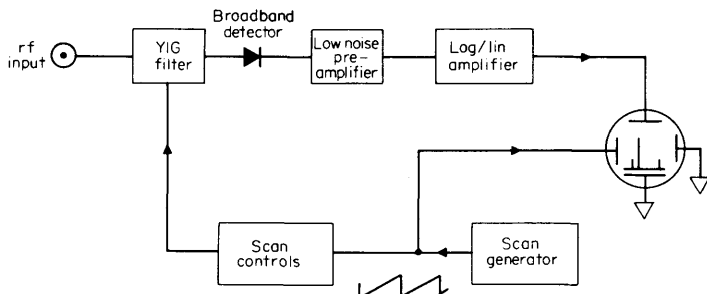 Broadband
detector
rf
input
YIG
filter
Low noise
pre-
amplifier
Log/lin
amplifier
Scan
controls
Scan
generator